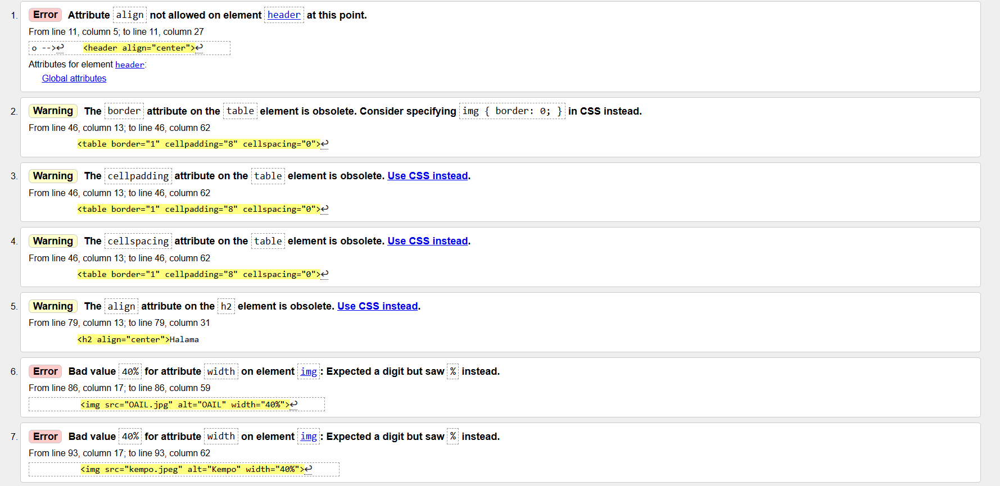 1. Error Attribute align not allowed on element header at this point.
From line 11, column 5; to line 11, column 27
o -->↩ <header align="center">↩
Attributes for element header:
Global attributes
2. Warning The border attribute on the table element is obsolete. Consider specifying img { border: 0; } in CSS instead.
From line 46, column 13; to line 46, column 62
<table border="1" cellpadding="8" cellspacing="0">↩
3. Warning The cellpadding attribute on the table element is obsolete. Use CSS instead.
From line 46, column 13; to line 46, column 62
<table border="1" cellpadding="8" cellspacing="0">↩
4. Warning The cellspacing attribute on the table element is obsolete. Use CSS instead.
From line 46, column 13; to line 46, column 62
<table border="1" cellpadding="8" cellspacing="0">↩
5. Warning The align attribute on the h2 element is obsolete. Use CSS instead.
From line 79, column 13; to line 79, column 31
<h2 align="center">Halama
6. Error Bad value 40% for attribute width on element img: Expected a digit but saw % instead.
From line 86, column 17; to line 86, column 59
<img src="OAIL.jpg" alt="OAIL" width="40%">↩
7. Error Bad value 40% for attribute width on element img: Expected a digit but saw % instead.
From line 93, column 17; to line 93, column 62
<img src="kempo.jpeg" alt="Kempo" width="40%">↩